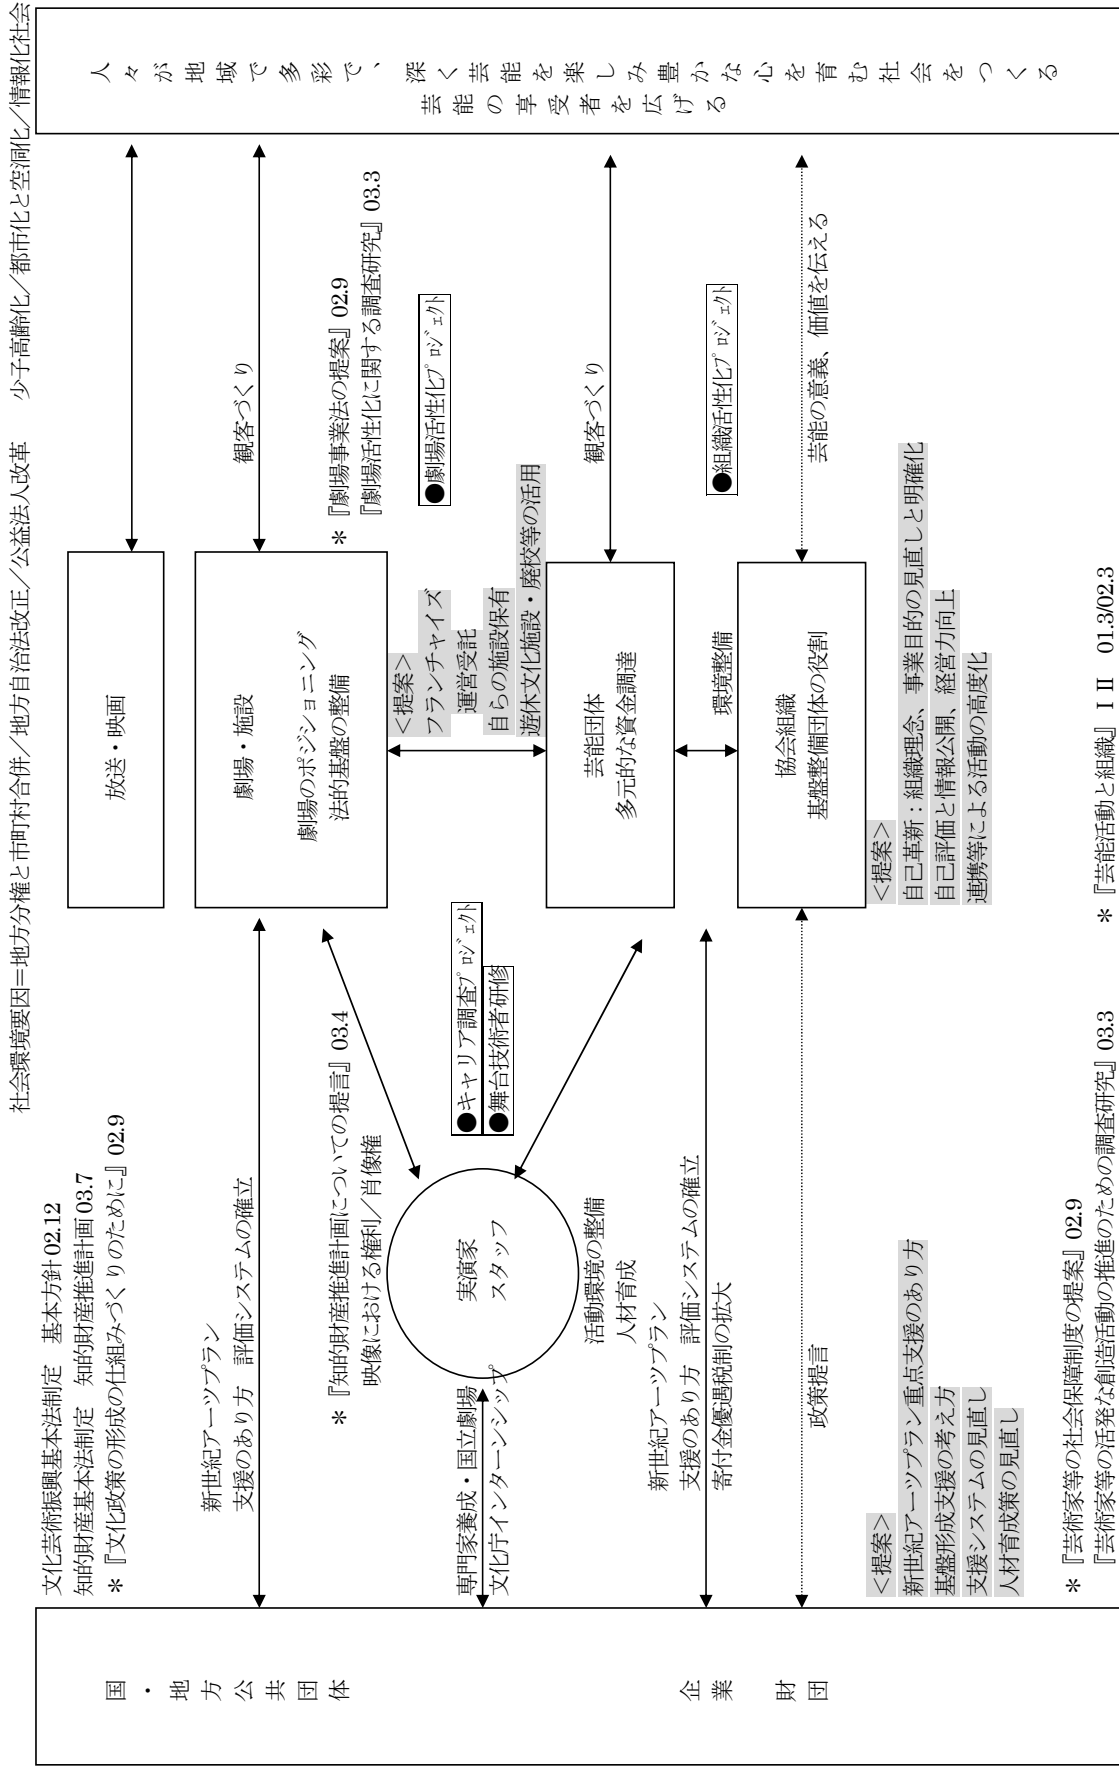 社会環境要因＝地方分権と市町村合併／地方自治法改正／公益法人改革　少子高齢化／都市化と空洞化／情報化社会
文化芸術振興基本法制定　基本方針 02.12
知的財産基本法制定　知的財産推進計画 03.7
＊『文化政策の形成の仕組みづくりのために』02.9
国・地方公共団体
企業　財団
新世紀アーツプラン
支援のあり方　評価システムの確立
＊『知的財産推進計画についての提言』03.4
映像における権利／肖像権
専門家養成・国立劇場
文化庁インターンシップ
実演家
スタッフ
活動環境の整備
人材育成
●キャリア調査プロジェクト
●舞台技術者研修
新世紀アーツプラン
支援のあり方　評価システムの確立
寄付金優遇税制の拡大
政策提言
＜提案＞
新世紀アーツプラン重点支援のあり方
基盤形成支援の考え方
支援システムの見直し
人材育成策の見直し
＊『芸術家等の社会保障制度の提案』02.9
『芸術家等の活発な創造活動の推進のための調査研究』03.3
放送・映画
劇場・施設
劇場のポジショニング
法的基盤の整備
＜提案＞
フランチャイズ
運営受託
自らの施設保有
遊休文化施設・廃校等の活用
芸能団体
多元的な資金調達
環境整備
協会組織
基盤整備団体の役割
＜提案＞
自己革新：組織理念、事業目的の見直しと明確化
自己評価と情報公開、経営力向上
連携等による活動の高度化
＊『芸能活動と組織』ＩⅡ　01.3/02.3
観客づくり
＊『劇場事業法の提案』02.9
『劇場活性化に関する調査研究』03.3
●劇場活性化プロジェクト
観客づくり
●組織活性化プロジェクト
芸能の意義、価値を伝える
人々が地域で多彩で、深く芸能を楽しみ豊かな心を育む社会をつくる
芸能の享受者を広げる